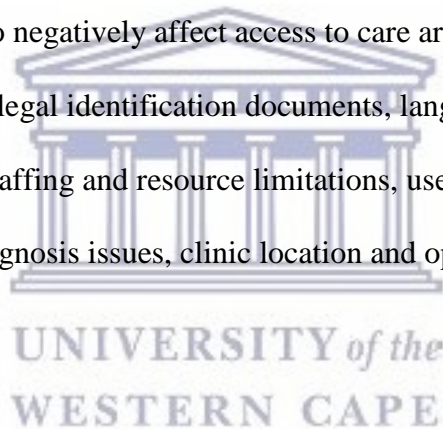 o negatively affect access to care ar
legal identification documents, lang
affing and resource limitations, use
gnosis issues, clinic location and op
UNIVERSITY of the
WESTERN CAPE